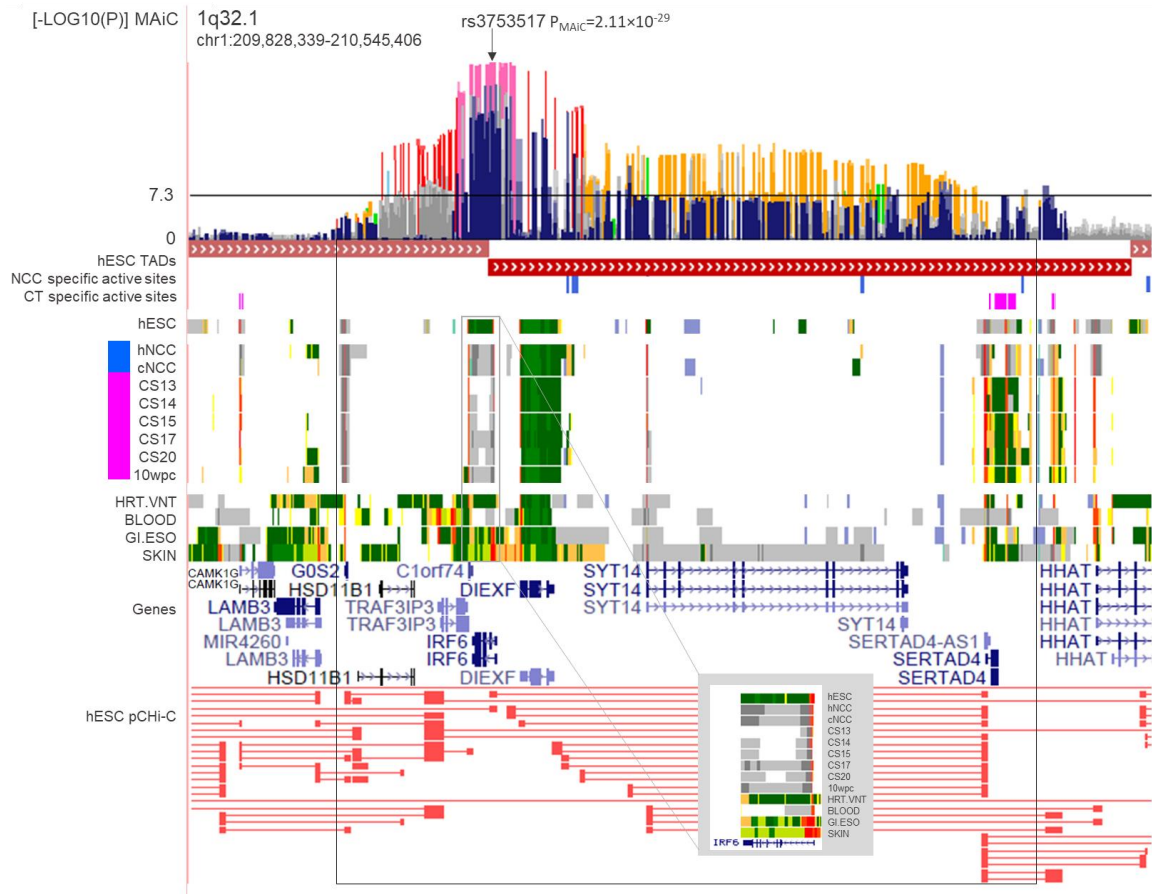 [-LOG10(P)] MAiC
1q32.1
chr1:209,828,339-210,545,406
rs3753517 PMAiC=2.11×10-29
7.3
0
hESC TADs
NCC specific active sites
CT specific active sites
hESC
hNCC
cNCC
CS13
CS14
CS15
CS17
CS20
10wpc
HRT.VNT
BLOOD
GI.ESO
SKIN
Genes
CAMK1G G0S2 C1orf74 SYT14 HHAT
CAMK1G HSD11B1 DIEXF SYT14 HHAT
LAMB3 TRAF3IP3 SYT14 HHAT
LAMB3 TRAF3IP3 SYT14 HHAT
MIR4260 IRF6 SERTAD4-AS1 HHAT
LAMB3 IRF6 SERTAD4 HHAT
HSD11B1 DIEXF SERTAD4
hESC pCHi-C
hESC
hNCC
cNCC
CS13
CS14
CS15
CS17
CS20
10wpc
HRT.VNT
BLOOD
GI.ESO
SKIN
IRF6